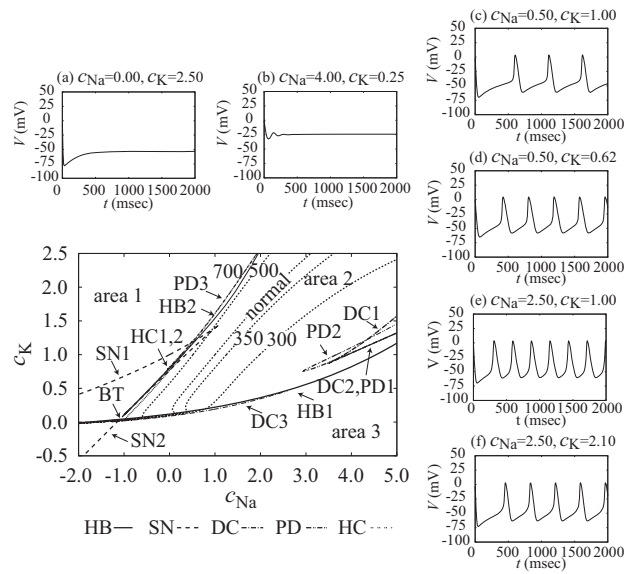 (a) cNa=0.00, cK=2.50
50
25
0
-25
-50
-75
-100
V (mV)
0 500 1000 1500 2000
t (msec)
(b) cNa=4.00, cK=0.25
50
25
0
-25
-50
-75
-100
V (mV)
0 500 1000 1500 2000
t (msec)
(c) cNa=0.50, cK=1.00
50
25
0
-25
-50
-75
-100
V (mV)
0 500 1000 1500 2000
t (msec)
(d) cNa=0.50, cK=0.62
50
25
0
-25
-50
-75
-100
V (mV)
0 500 1000 1500 2000
t (msec)
(e) cNa=2.50, cK=1.00
50
25
0
-25
-50
-75
-100
V (mV)
0 500 1000 1500 2000
t (msec)
(f) cNa=2.50, cK=2.10
50
25
0
-25
-50
-75
-100
V (mV)
0 500 1000 1500 2000
t (msec)
2.5
2.0
1.5
1.0
0.5
0.0
-0.5
cK
area 1
PD3
HB2
HC1,2
SN1
BT
SN2
700 500
normal
350 300
area 2
DC1
PD2
DC2,PD1
HB1
DC3
area 3
-2.0 -1.0 0.0 1.0 2.0 3.0 4.0 5.0
cNa
HB SN DC PD HC